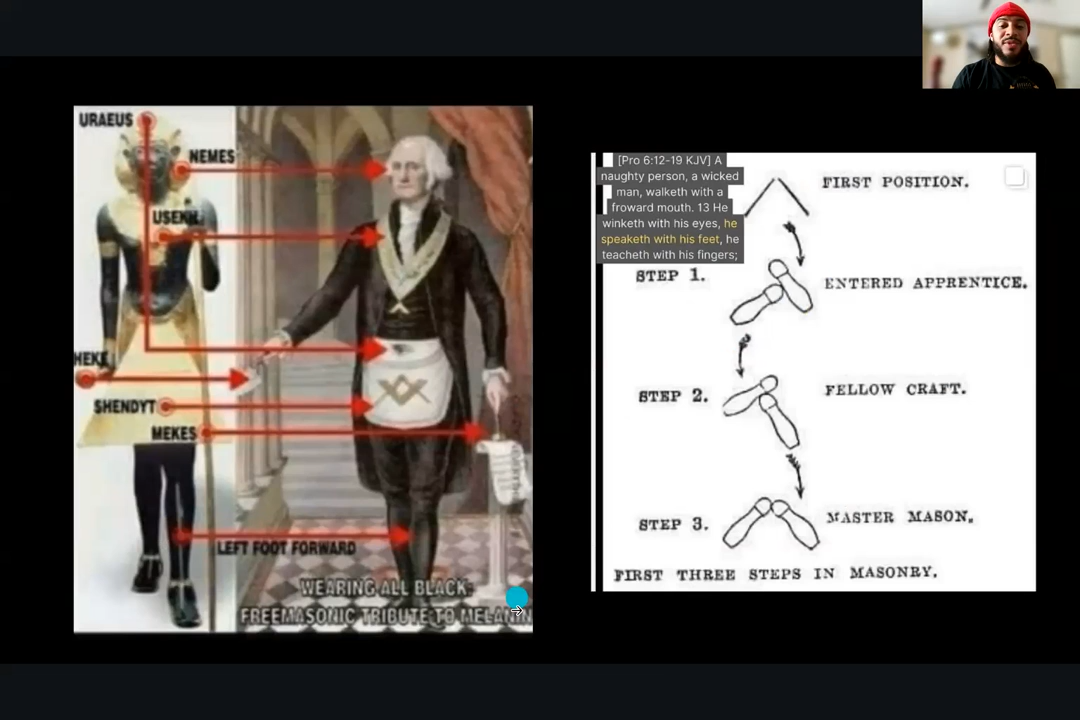 URAEUS
NEMES
USEKH
HEKE
SHENDYT
MEKES
LEFT FOOT FORWARD
WEARING ALL BLACK:
FREEMASONIC TRIBUTE TO MELANIN
[Pro 6:12-19 KJV] A
naughty person, a wicked
man, walketh with a
froward mouth. 13 He
winketh with his eyes, he
speaketh with his feet, he
teacheth with his fingers;
FIRST POSITION.
STEP 1.
ENTERED APPRENTICE.
STEP 2.
FELLOW CRAFT.
STEP 3.
MASTER MASON.
FIRST THREE STEPS IN MASONRY.